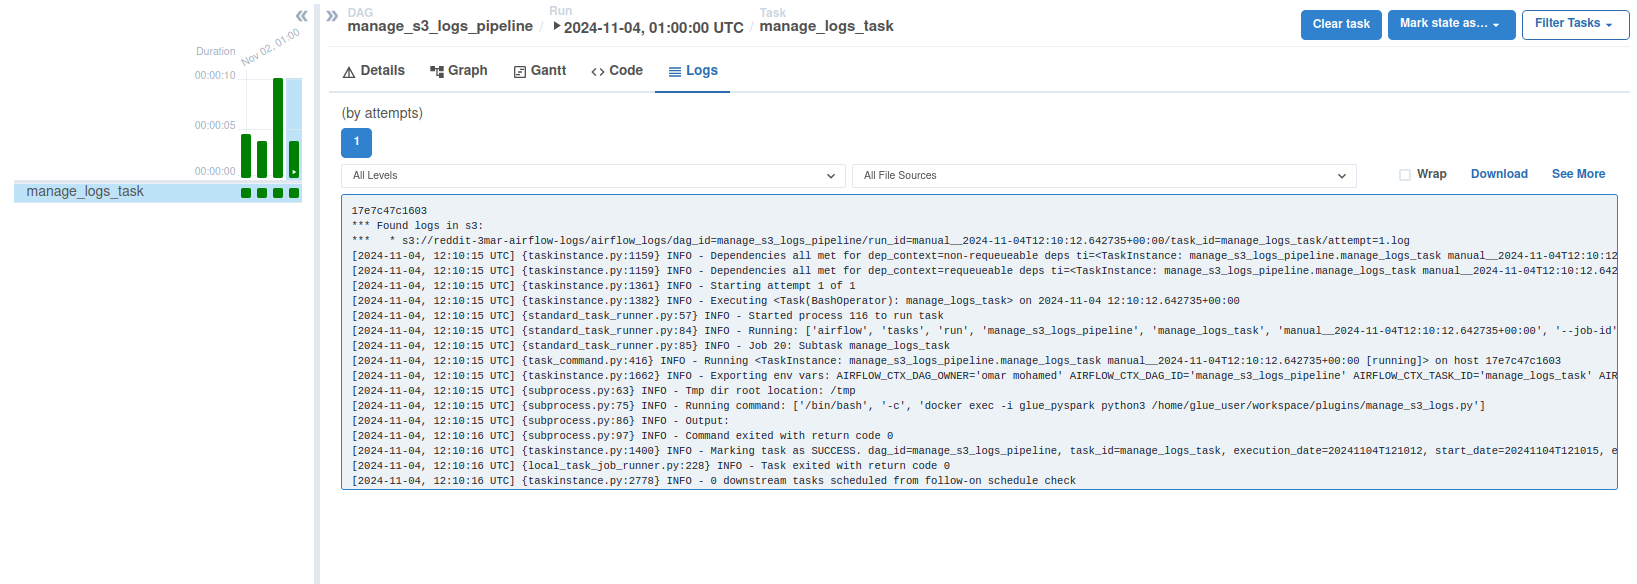 «
Nov 02, 01:00
Duration
00:00:10
00:00:05
00:00:00
manage_logs_task
»
DAG
manage_s3_logs_pipeline
/
Run
2024-11-04, 01:00:00 UTC
/
Task
manage_logs_task
Clear task
Mark state as...
Filter Tasks
Details
Graph
Gantt
Code
Logs
(by attempts)
1
All Levels
All File Sources
Wrap
Download
See More
17e7c47c1603
*** Found logs in s3:
***   * s3://reddit-3mar-airflow-logs/airflow_logs/dag_id=manage_s3_logs_pipeline/run_id=manual__2024-11-04T12:10:12.642735+00:00/task_id=manage_logs_task/attempt=1.log
[2024-11-04, 12:10:15 UTC] {taskinstance.py:1159} INFO - Dependencies all met for dep_context=non-requeueable deps ti=<TaskInstance: manage_s3_logs_pipeline.manage_logs_task manual__2024-11-04T12:10:12
[2024-11-04, 12:10:15 UTC] {taskinstance.py:1159} INFO - Dependencies all met for dep_context=requeueable deps ti=<TaskInstance: manage_s3_logs_pipeline.manage_logs_task manual__2024-11-04T12:10:12.642
[2024-11-04, 12:10:15 UTC] {taskinstance.py:1361} INFO - Starting attempt 1 of 1
[2024-11-04, 12:10:15 UTC] {taskinstance.py:1382} INFO - Executing <Task(BashOperator): manage_logs_task> on 2024-11-04 12:10:12.642735+00:00
[2024-11-04, 12:10:15 UTC] {standard_task_runner.py:57} INFO - Started process 116 to run task
[2024-11-04, 12:10:15 UTC] {standard_task_runner.py:84} INFO - Running: ['airflow', 'tasks', 'run', 'manage_s3_logs_pipeline', 'manage_logs_task', 'manual__2024-11-04T12:10:12.642735+00:00', '--job-id'
[2024-11-04, 12:10:15 UTC] {standard_task_runner.py:85} INFO - Job 20: Subtask manage_logs_task
[2024-11-04, 12:10:15 UTC] {task_command.py:416} INFO - Running <TaskInstance: manage_s3_logs_pipeline.manage_logs_task manual__2024-11-04T12:10:12.642735+00:00 [running]> on host 17e7c47c1603
[2024-11-04, 12:10:15 UTC] {taskinstance.py:1662} INFO - Exporting env vars: AIRFLOW_CTX_DAG_OWNER='omar mohamed' AIRFLOW_CTX_DAG_ID='manage_s3_logs_pipeline' AIRFLOW_CTX_TASK_ID='manage_logs_task' AIR
[2024-11-04, 12:10:15 UTC] {subprocess.py:63} INFO - Tmp dir root location: /tmp
[2024-11-04, 12:10:15 UTC] {subprocess.py:75} INFO - Running command: ['/bin/bash', '-c', 'docker exec -i glue_pyspark python3 /home/glue_user/workspace/plugins/manage_s3_logs.py']
[2024-11-04, 12:10:15 UTC] {subprocess.py:86} INFO - Output:
[2024-11-04, 12:10:16 UTC] {subprocess.py:97} INFO - Command exited with return code 0
[2024-11-04, 12:10:16 UTC] {taskinstance.py:1400} INFO - Marking task as SUCCESS. dag_id=manage_s3_logs_pipeline, task_id=manage_logs_task, execution_date=20241104T121012, start_date=20241104T121015, e
[2024-11-04, 12:10:16 UTC] {local_task_job_runner.py:228} INFO - Task exited with return code 0
[2024-11-04, 12:10:16 UTC] {taskinstance.py:2778} INFO - 0 downstream tasks scheduled from follow-on schedule check